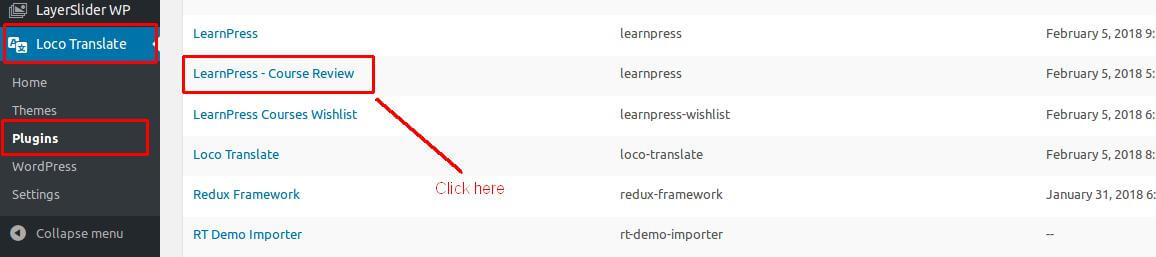 LayerSlider WP
Loco Translate
Home
Themes
Plugins
WordPress
Settings
Collapse menu
LearnPress learnpress February 5, 2018 9:
LearnPress - Course Review learnpress February 5, 2018 5:
LearnPress Courses Wishlist learnpress-wishlist February 5, 2018 6:
Loco Translate loco-translate February 5, 2018 8:
Click here
Redux Framework redux-framework January 31, 2018 6:
RT Demo Importer rt-demo-importer --